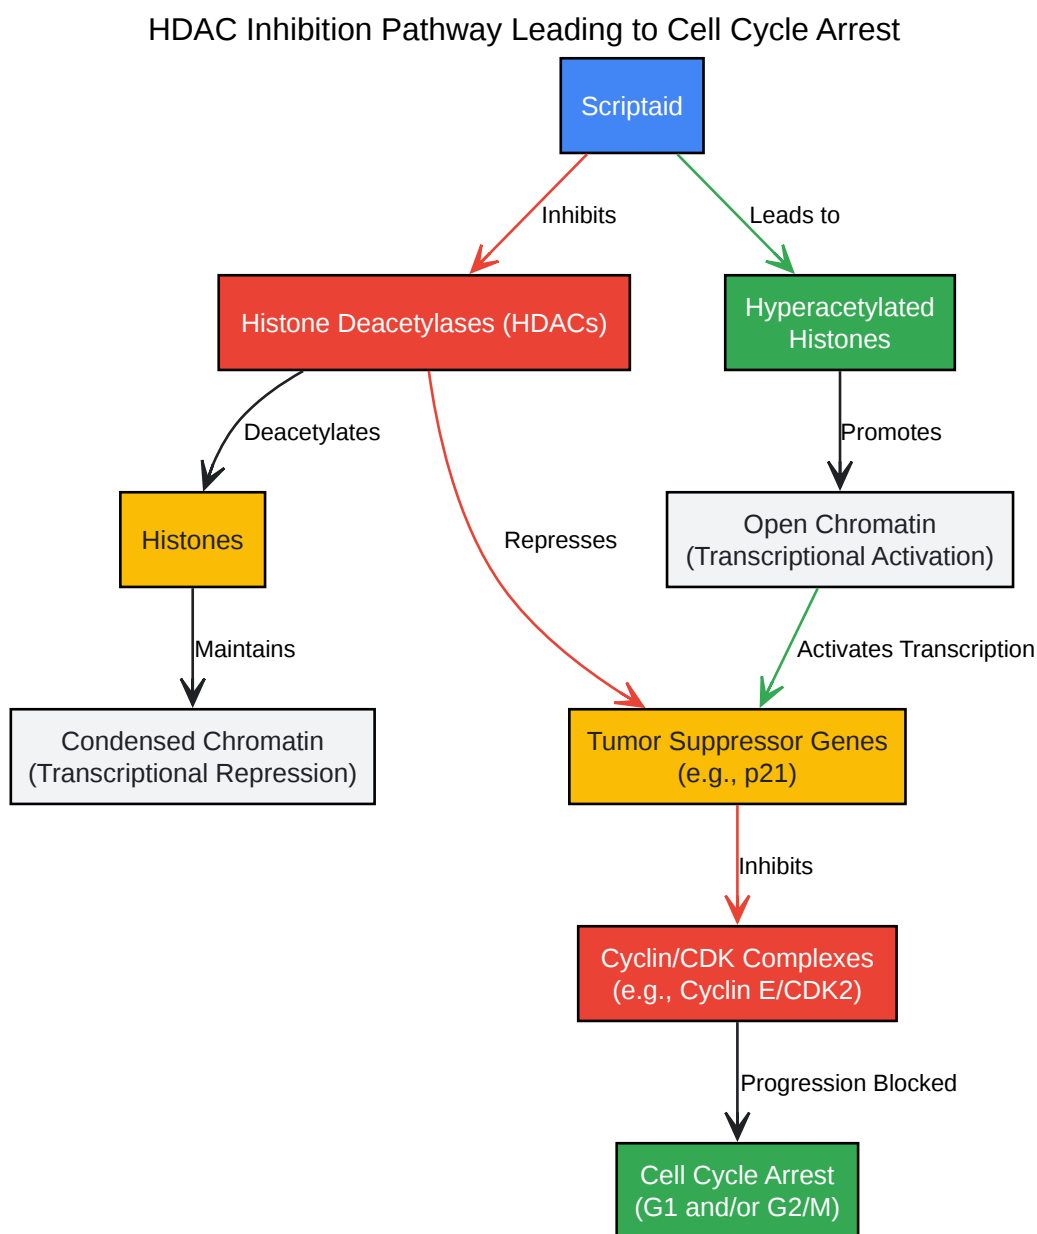 HDAC Inhibition Pathway Leading to Cell Cycle Arrest
Scriptaid
Inhibits
Leads to
Histone Deacetylases (HDACs)
Hyperacetylated
Histones
Deacetylates
Promotes
Histones
Represses
Open Chromatin
(Transcriptional Activation)
Maintains
Activates Transcription
Condensed Chromatin
(Transcriptional Repression)
Tumor Suppressor Genes
(e.g., p21)
Inhibits
Cyclin/CDK Complexes
(e.g., Cyclin E/CDK2)
Progression Blocked
Cell Cycle Arrest
(G1 and/or G2/M)